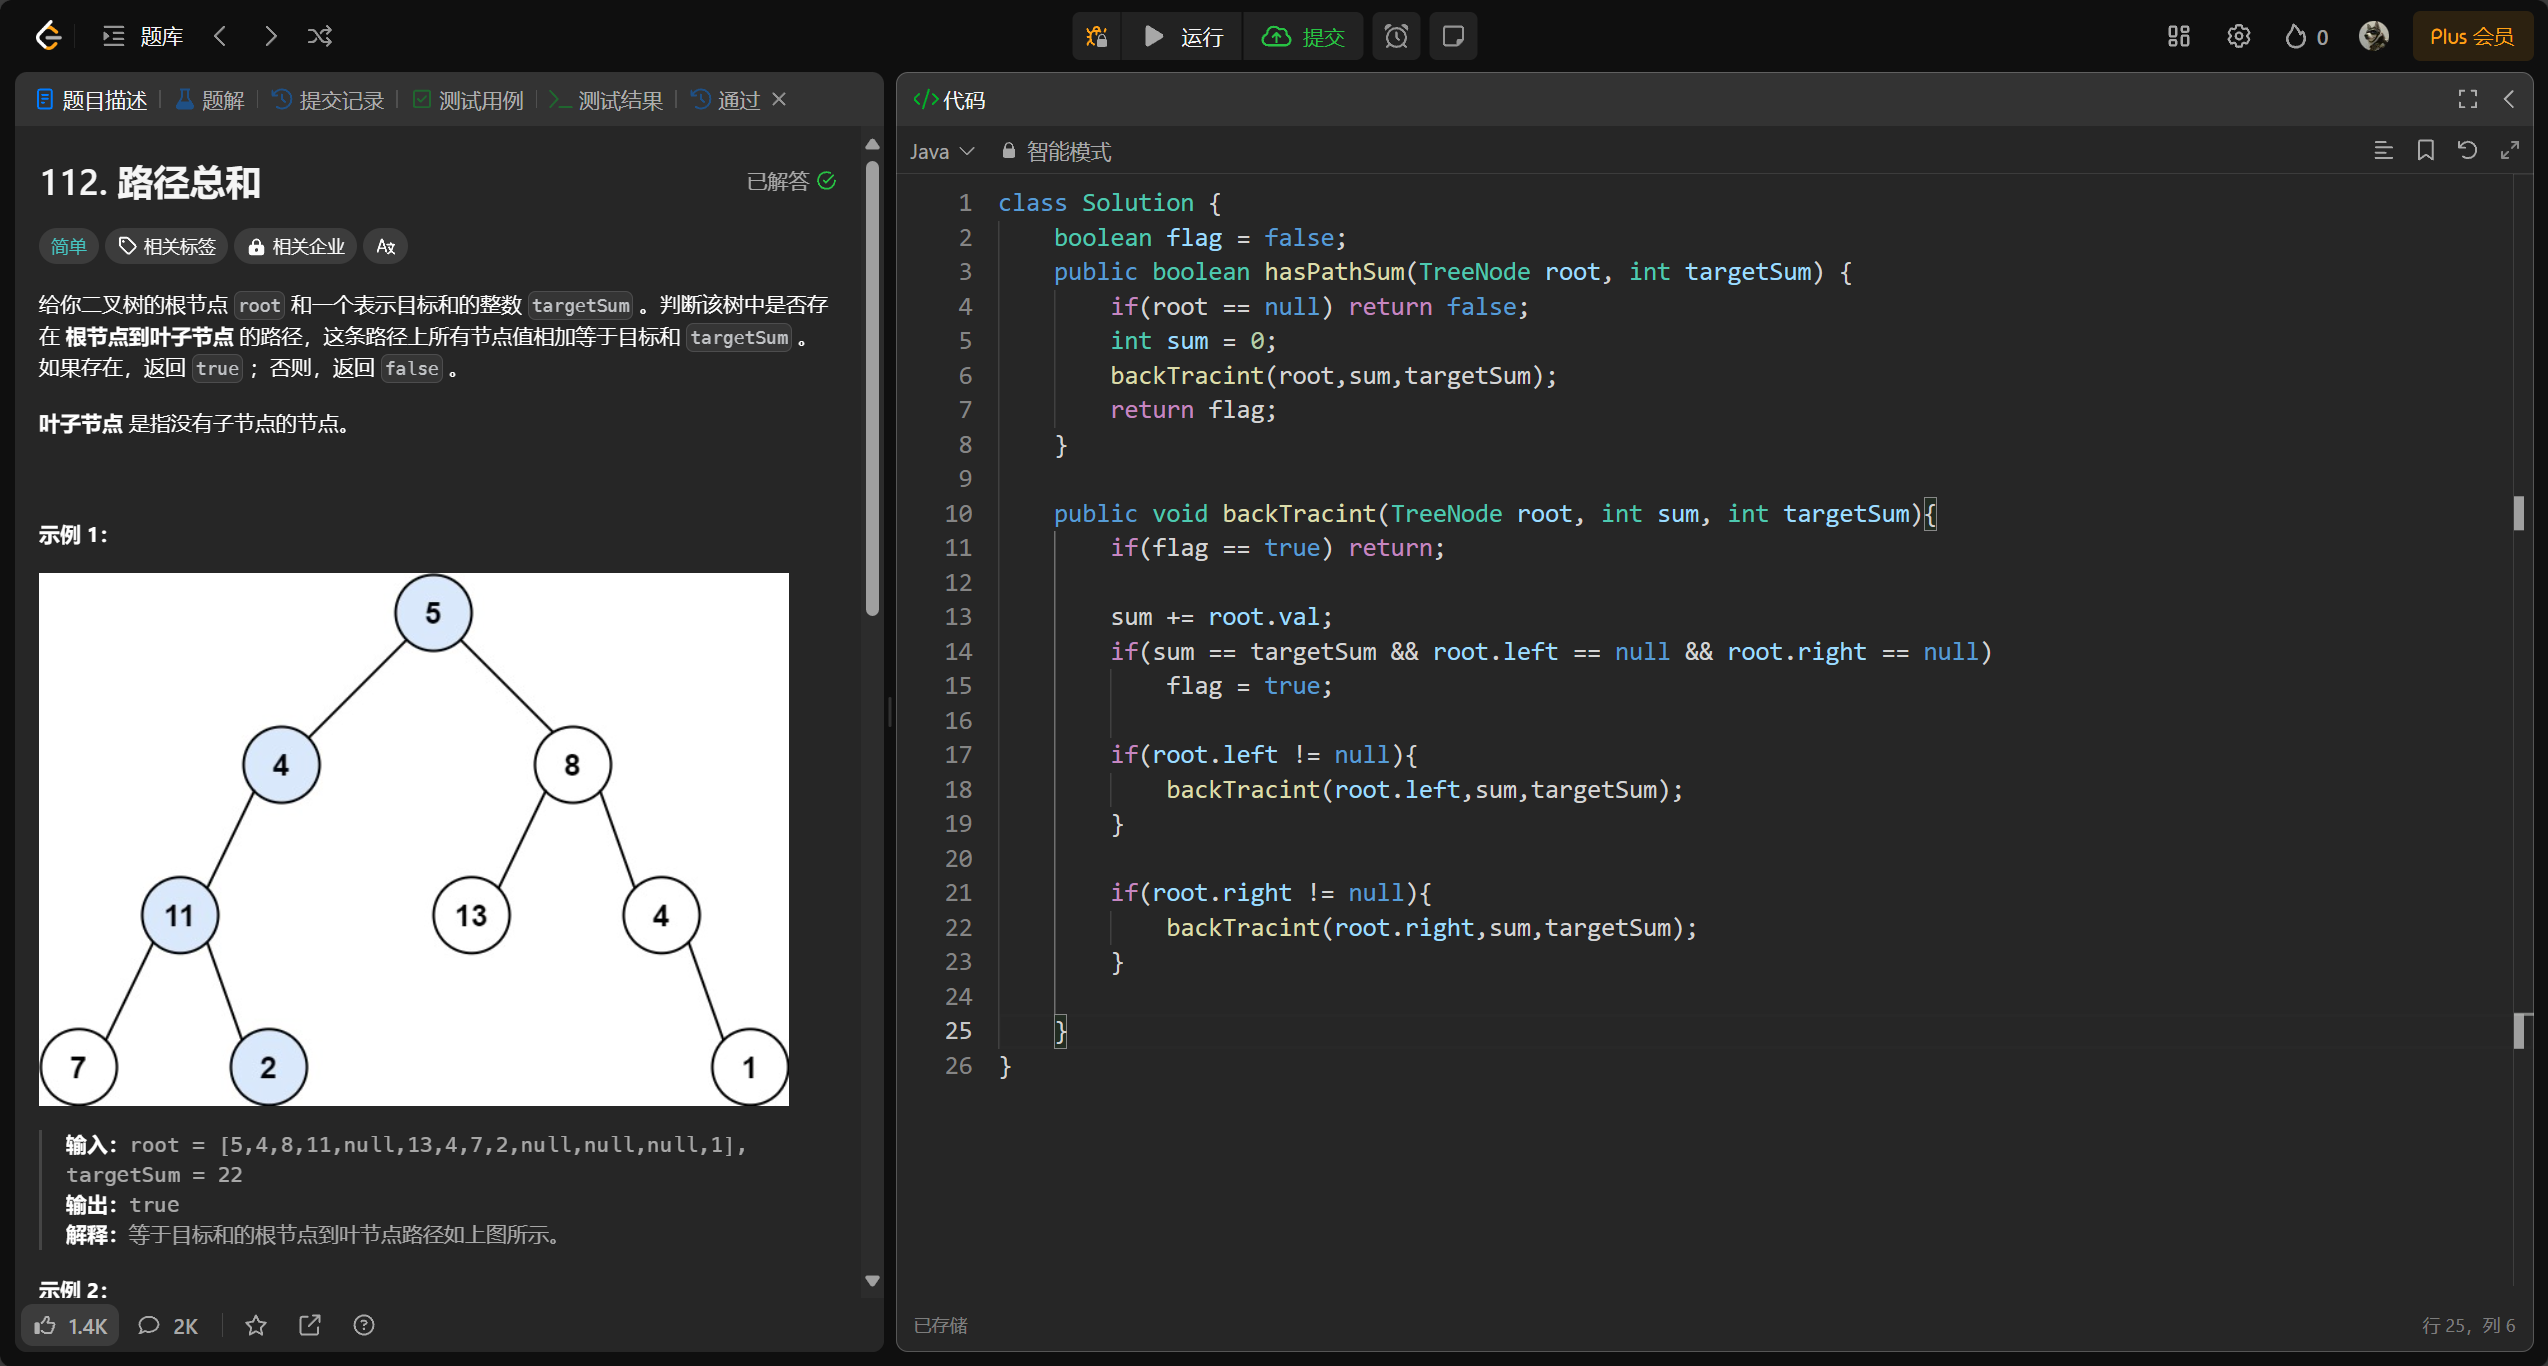 题库
运行
提交
0
Plus 会员
题目描述 | 题解 | 提交记录 | 测试用例 | 测试结果 | 通过
112. 路径总和
已解答
简单
相关标签
相关企业
给你二叉树的根节点 root 和一个表示目标和的整数 targetSum 。判断该树中是否存
在 根节点到叶子节点 的路径，这条路径上所有节点值相加等于目标和 targetSum 。
如果存在，返回 true ；否则，返回 false 。
叶子节点 是指没有子节点的节点。
示例 1：
5
4
8
11
13
4
7
2
1
输入：root = [5,4,8,11,null,13,4,7,2,null,null,null,1],
targetSum = 22
输出：true
解释：等于目标和的根节点到叶节点路径如上图所示。
示例 2：
1.4K
2K
</>代码
Java
智能模式
1 class Solution {
2     boolean flag = false;
3     public boolean hasPathSum(TreeNode root, int targetSum) {
4         if(root == null) return false;
5         int sum = 0;
6         backTracint(root,sum,targetSum);
7         return flag;
8     }
9
10     public void backTracint(TreeNode root, int sum, int targetSum){
11         if(flag == true) return;
12
13         sum += root.val;
14         if(sum == targetSum && root.left == null && root.right == null)
15             flag = true;
16
17         if(root.left != null){
18             backTracint(root.left,sum,targetSum);
19         }
20
21         if(root.right != null){
22             backTracint(root.right,sum,targetSum);
23         }
24
25     }
26 }
已存储
行 25，列 6